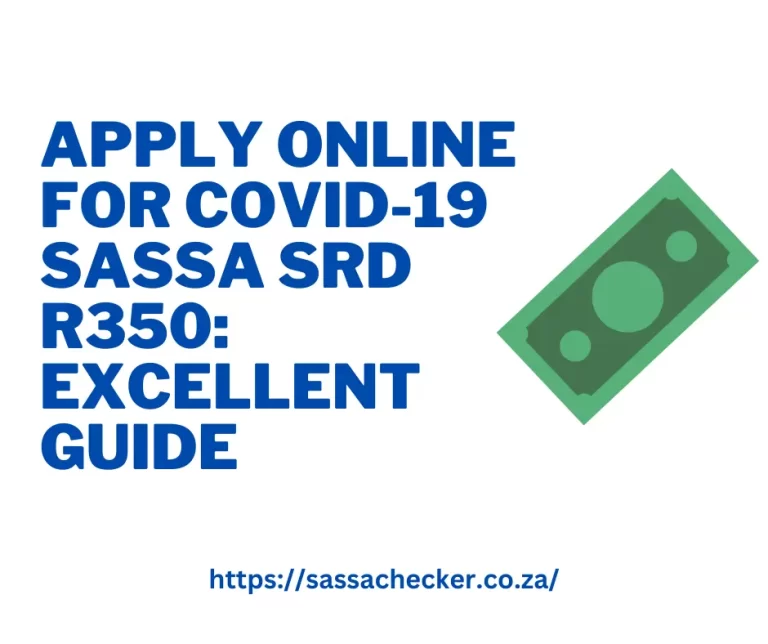 APPLY ONLINE
FOR COVID-19
SASSA SRD
R350:
EXCELLENT
GUIDE
https://sassachecker.co.za/